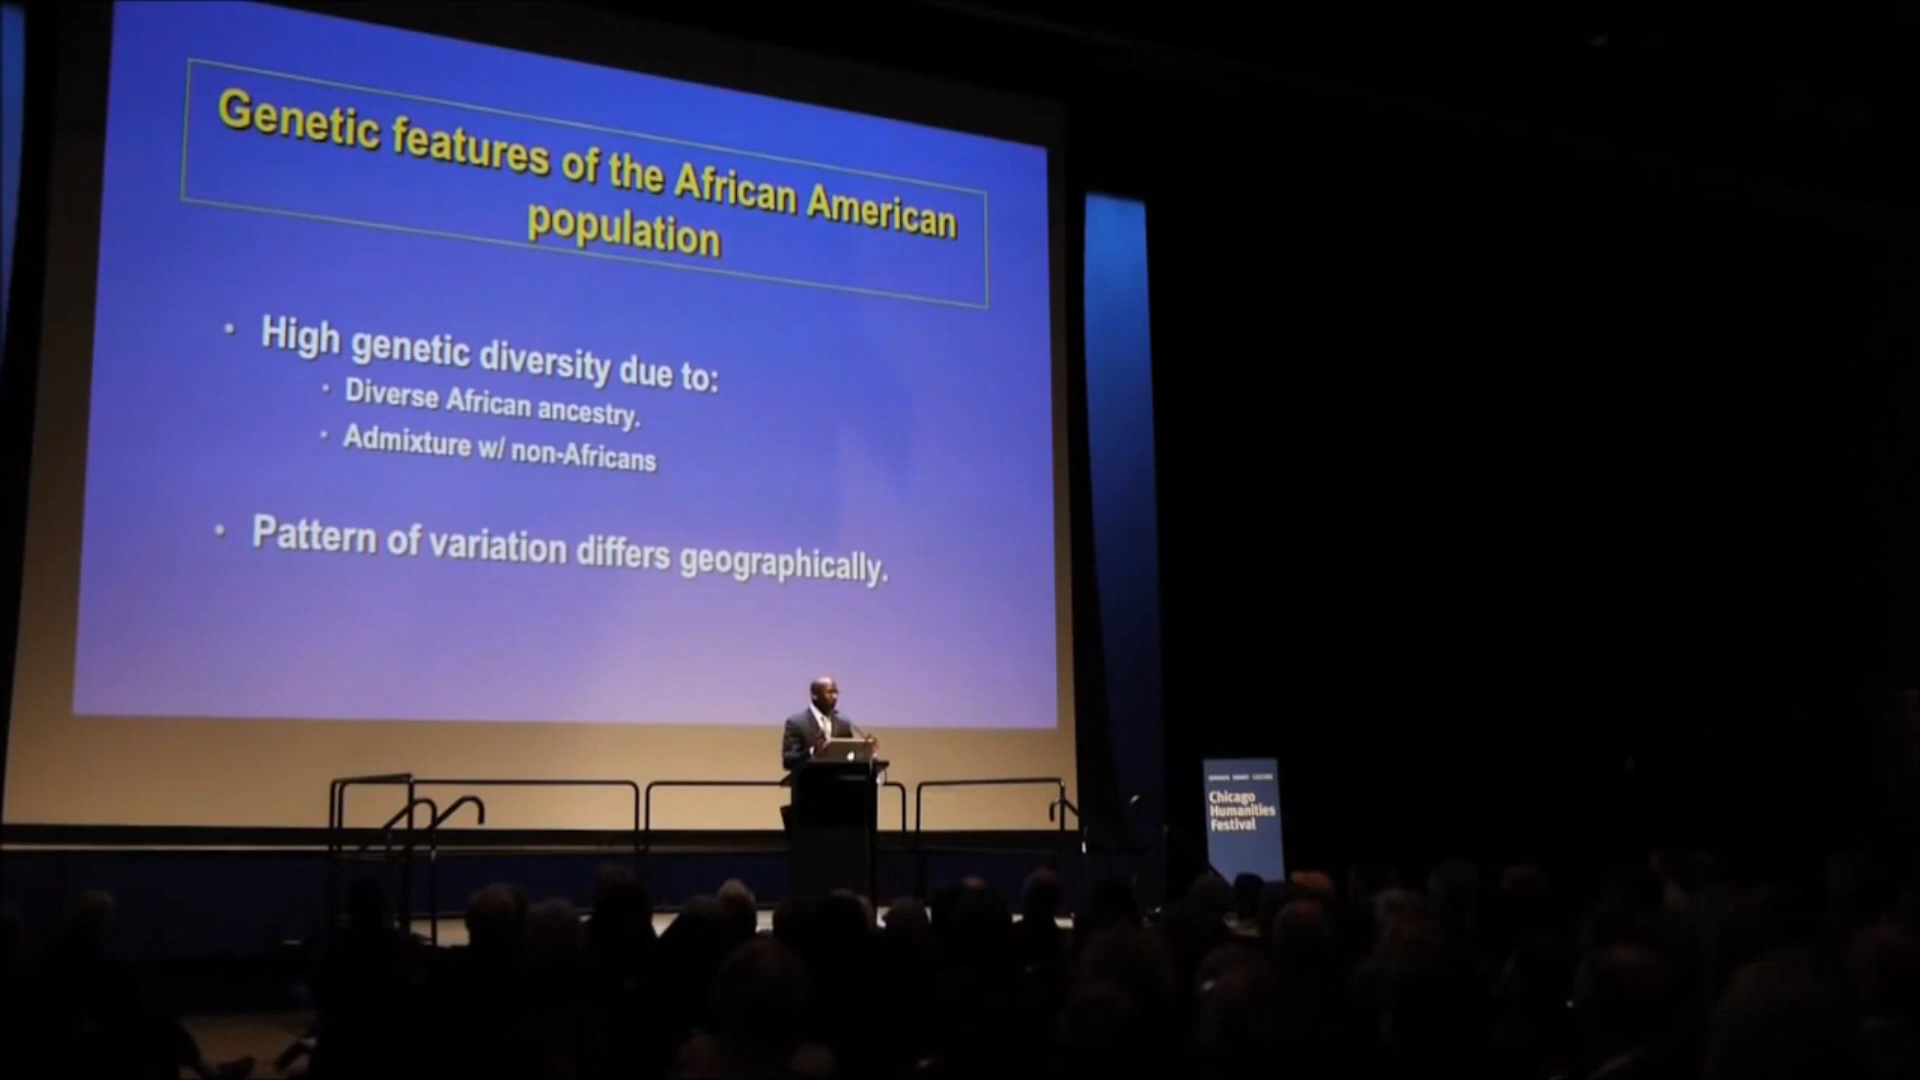 Genetic features of the African American
population
• High genetic diversity due to:
• Diverse African ancestry.
• Admixture w/ non-Africans
• Pattern of variation differs geographically.
Chicago
Humanities
Festival